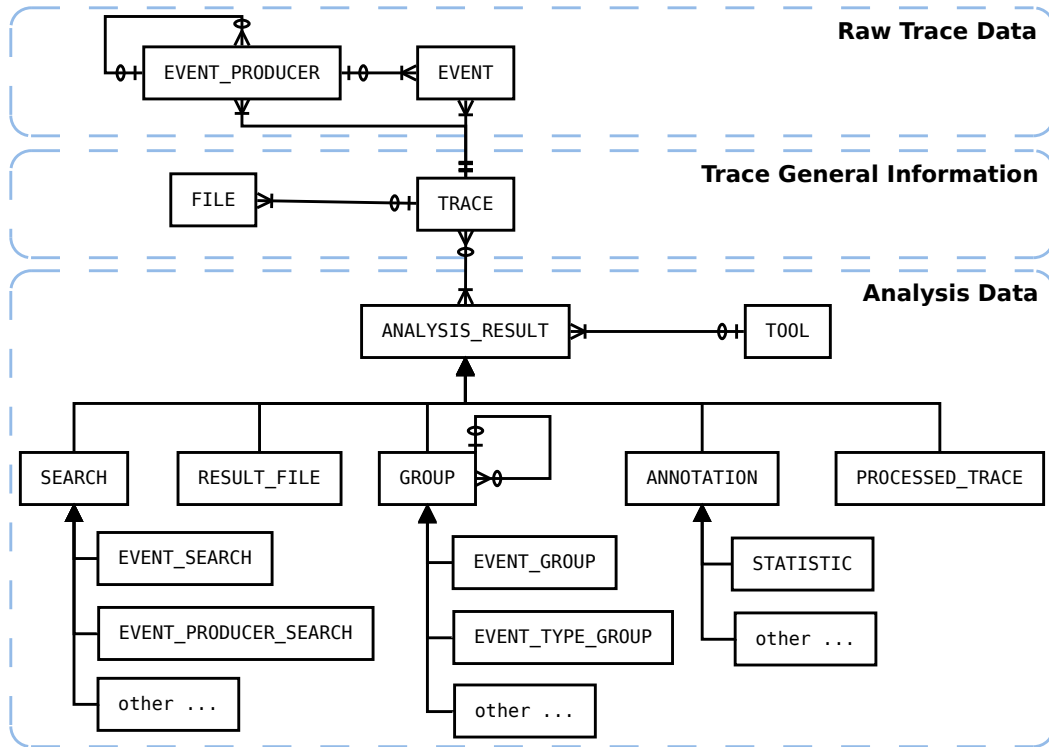 Raw Trace Data
EVENT_PRODUCER
EVENT
Trace General Information
FILE
TRACE
Analysis Data
ANALYSIS_RESULT
TOOL
SEARCH
RESULT_FILE
GROUP
ANNOTATION
PROCESSED_TRACE
EVENT_SEARCH
EVENT_GROUP
STATISTIC
EVENT_PRODUCER_SEARCH
EVENT_TYPE_GROUP
other ...
other ...
other ...